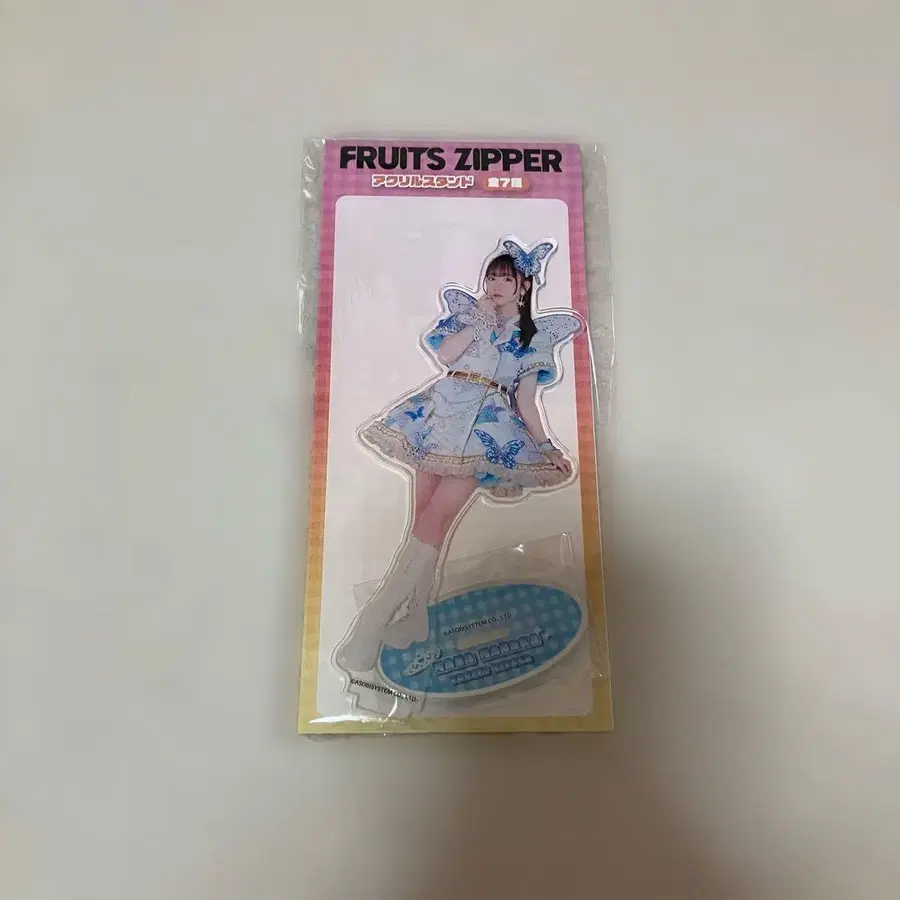 FRUITS ZIPPER
アクリルスタンド 全7種
©ASOBISYSTEM CO., LTD.
©ASOBISYSTEM CO., LTD.